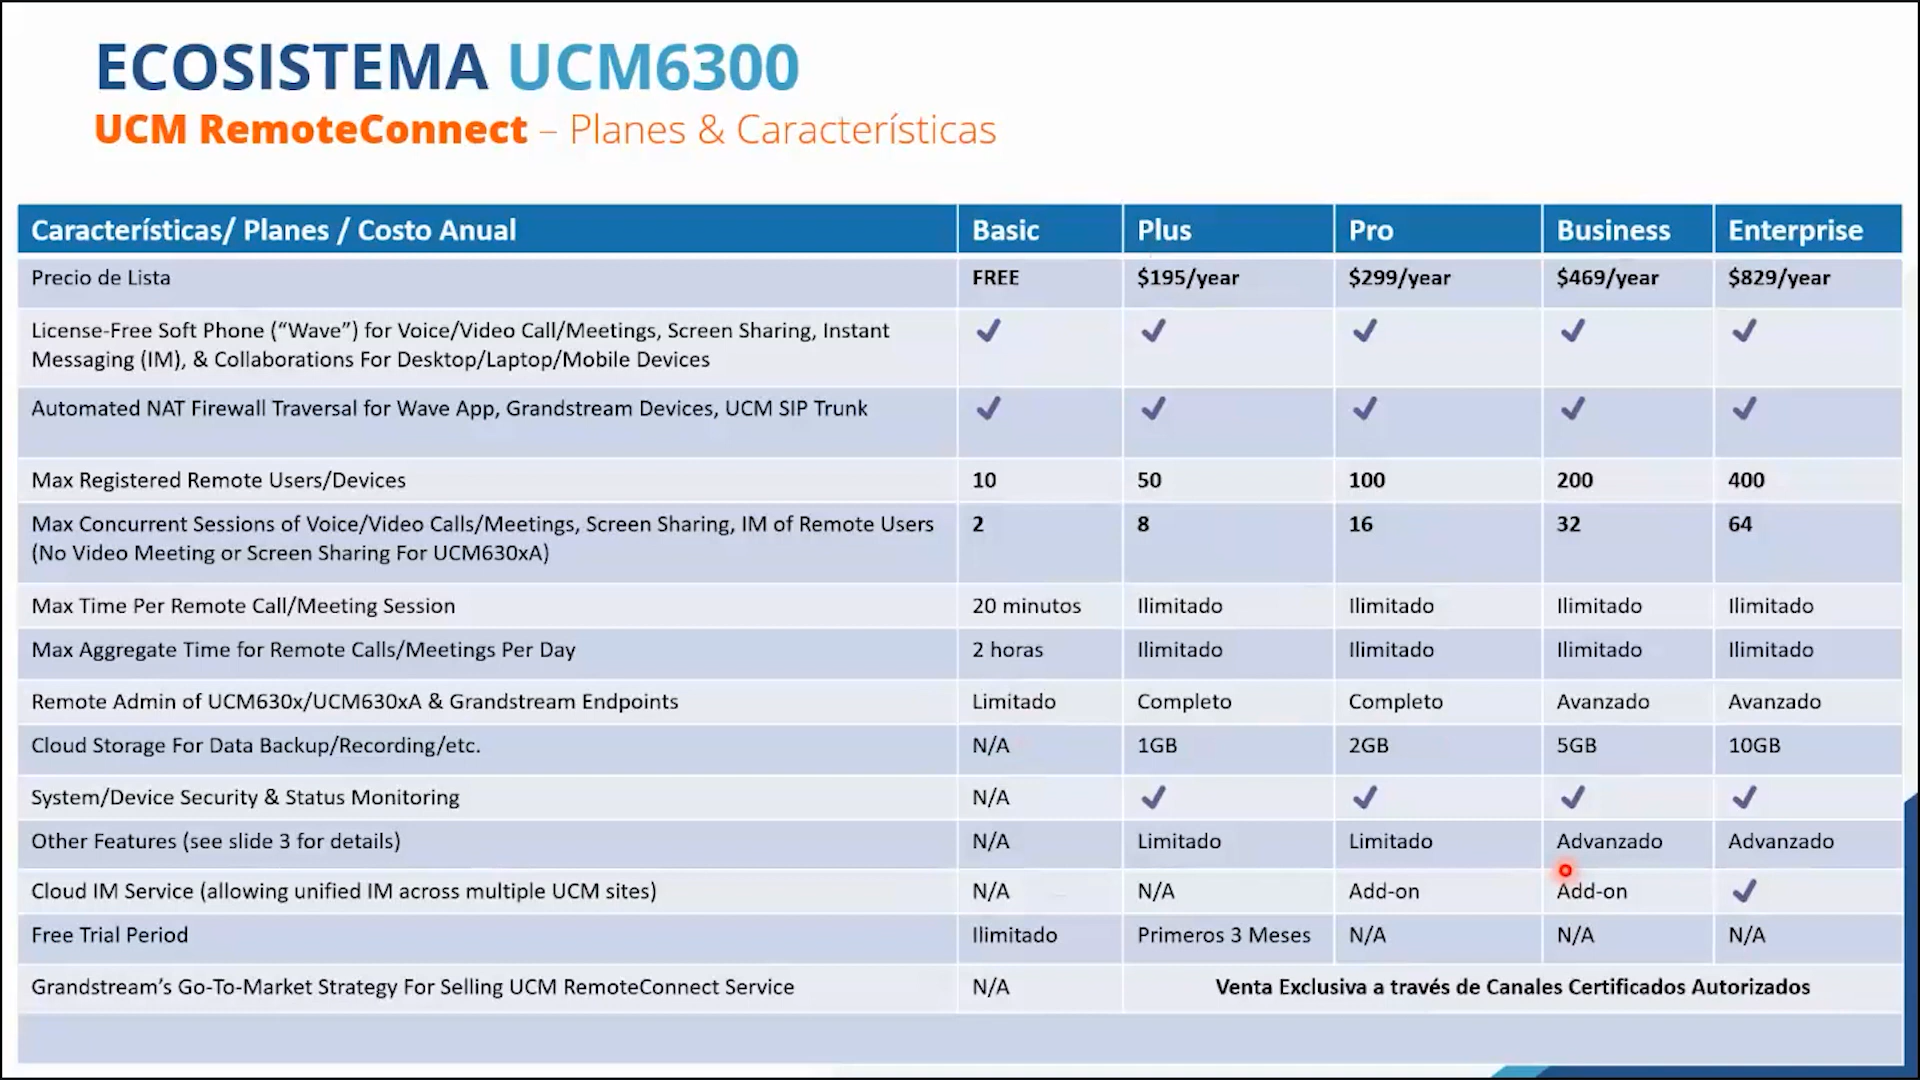 ECOSISTEMA UCM6300
UCM RemoteConnect – Planes & Características
Características/ Planes / Costo Anual Basic Plus Pro Business Enterprise
Precio de Lista FREE $195/year $299/year $469/year $829/year
License-Free Soft Phone (“Wave”) for Voice/Video Call/Meetings, Screen Sharing, Instant
Messaging (IM), & Collaborations For Desktop/Laptop/Mobile Devices
Automated NAT Firewall Traversal for Wave App, Grandstream Devices, UCM SIP Trunk
Max Registered Remote Users/Devices 10 50 100 200 400
Max Concurrent Sessions of Voice/Video Calls/Meetings, Screen Sharing, IM of Remote Users 2 8 16 32 64
(No Video Meeting or Screen Sharing For UCM630xA)
Max Time Per Remote Call/Meeting Session 20 minutos Ilimitado Ilimitado Ilimitado Ilimitado
Max Aggregate Time for Remote Calls/Meetings Per Day 2 horas Ilimitado Ilimitado Ilimitado Ilimitado
Remote Admin of UCM630x/UCM630xA & Grandstream Endpoints Limitado Completo Completo Avanzado Avanzado
Cloud Storage For Data Backup/Recording/etc. N/A 1GB 2GB 5GB 10GB
System/Device Security & Status Monitoring N/A
Other Features (see slide 3 for details) N/A Limitado Limitado Advanzado Advanzado
Cloud IM Service (allowing unified IM across multiple UCM sites) N/A N/A Add-on Add-on
Free Trial Period Ilimitado Primeros 3 Meses N/A N/A N/A
Grandstream’s Go-To-Market Strategy For Selling UCM RemoteConnect Service N/A Venta Exclusiva a través de Canales Certificados Autorizados